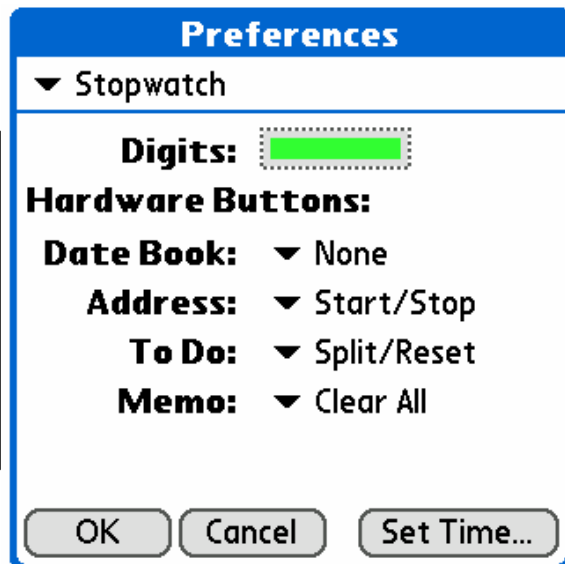 Preferences
Stopwatch
Digits:
Hardware Buttons:
Date Book: None
Address: Start/Stop
To Do: Split/Reset
Memo: Clear All
OK Cancel Set Time...